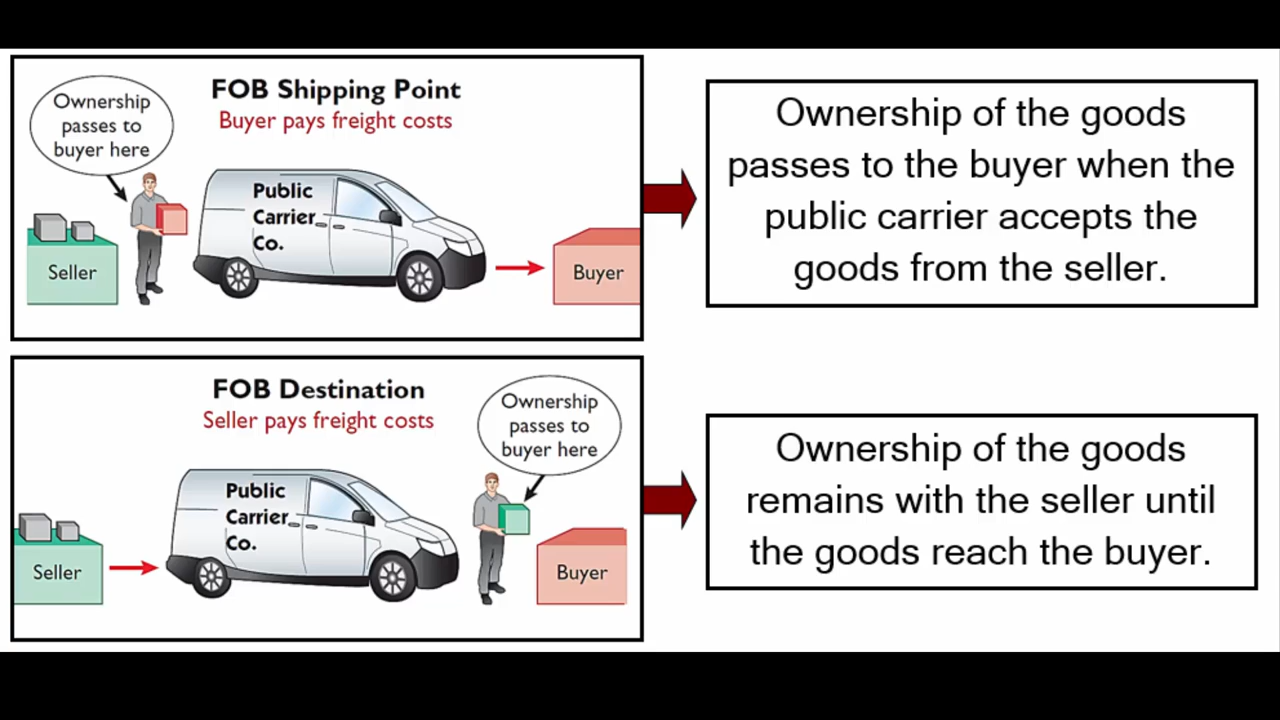 FOB Shipping Point
Buyer pays freight costs
Ownership
passes to
buyer here
Public
Carrier
Co.
Seller
Buyer
Ownership of the goods
passes to the buyer when the
public carrier accepts the
goods from the seller.
FOB Destination
Seller pays freight costs
Ownership
passes to
buyer here
Public
Carrier
Co.
Seller
Buyer
Ownership of the goods
remains with the seller until
the goods reach the buyer.